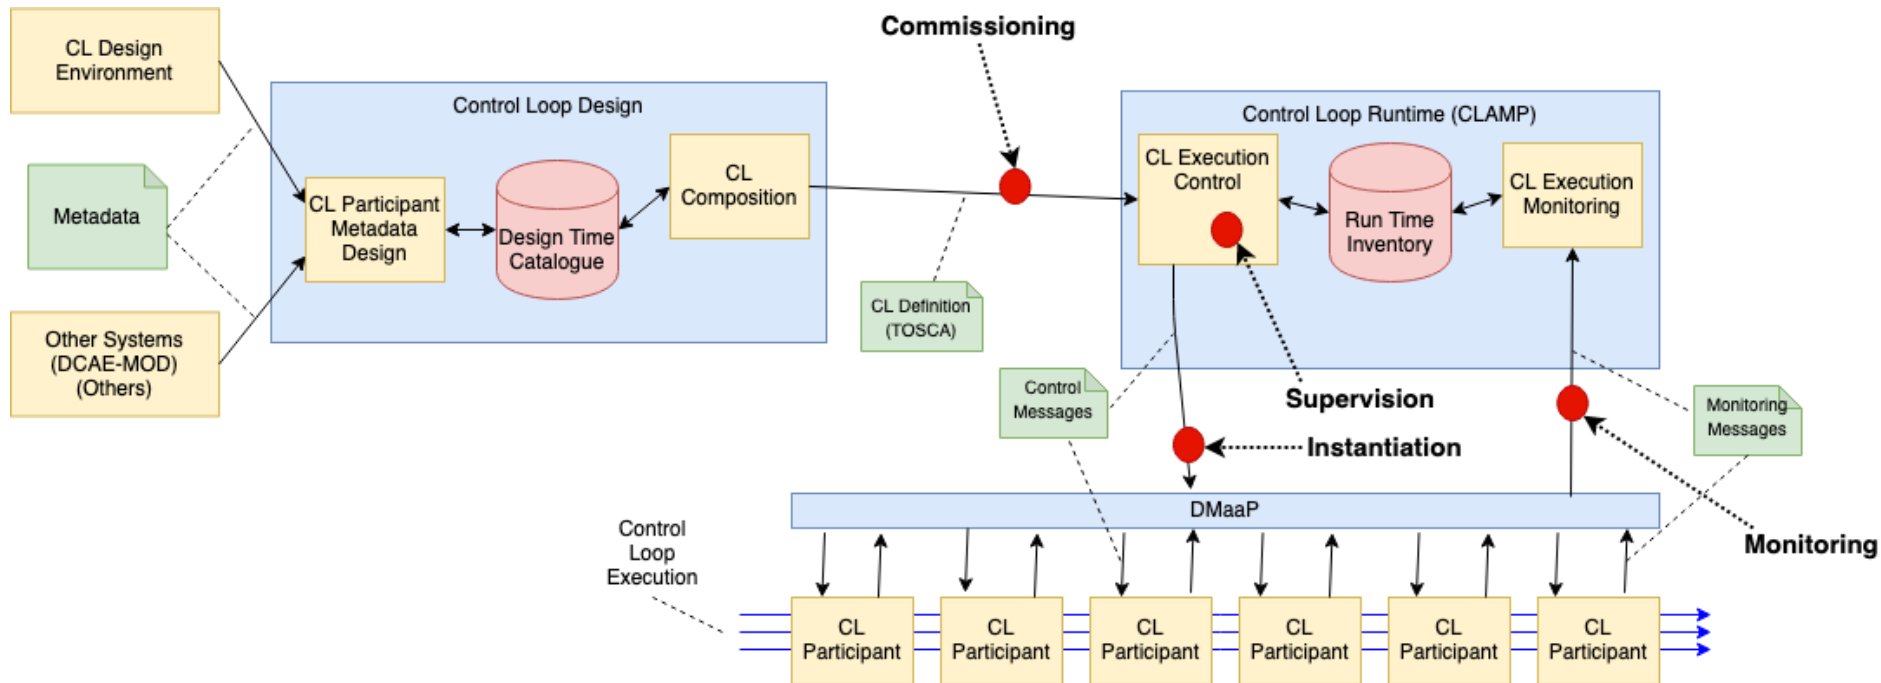 Commissioning
CL Design
Environment
Control Loop Design
Control Loop Runtime (CLAMP)
Metadata
CL Participant
Metadata
Design
Design Time
Catalogue
CL
Composition
CL Execution
Control
Run Time
Inventory
CL Execution
Monitoring
CL Definition
(TOSCA)
Other Systems
(DCAE-MOD)
(Others)
Control
Messages
Supervision
Instantiation
Monitoring
Messages
Monitoring
DMaaP
Control
Loop
Execution
CL
Participant
CL
Participant
CL
Participant
CL
Participant
CL
Participant
CL
Participant